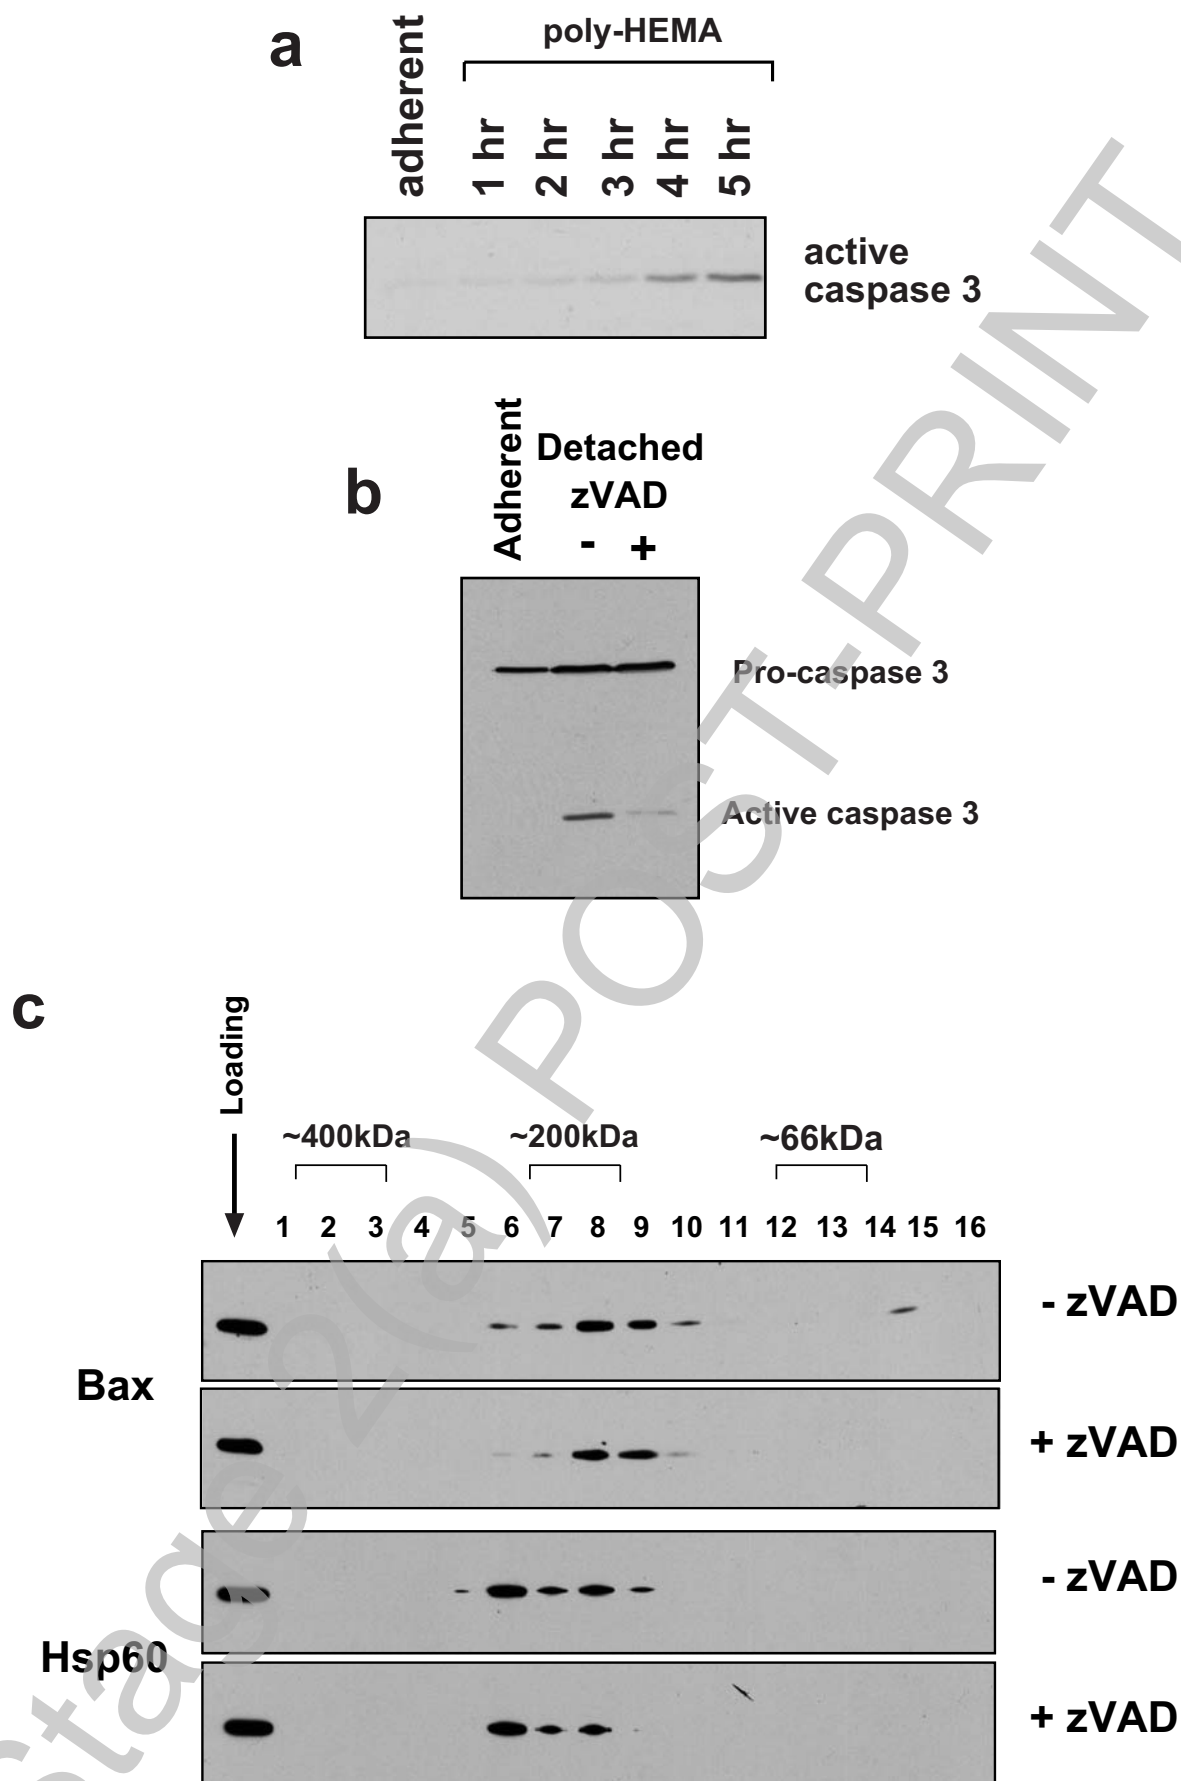 a
adherent
poly-HEMA
1 hr
2 hr
3 hr
4 hr
5 hr
active
caspase 3
b
Adherent
Detached
zVAD
- +
Pro-caspase 3
Active caspase 3
c
Loading
~400kDa ~200kDa ~66kDa
1 2 3 4 5 6 7 8 9 10 11 12 13 14 15 16
Bax
- zVAD
+ zVAD
Hsp60
- zVAD
+ zVAD
Stage 2(a) POST-PRINT